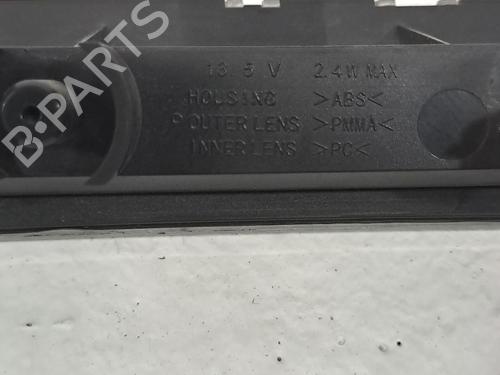 B-PARTS
13.5 V 2.4W MAX
HOUSING >ABS<
OUTER LENS >PMMA<
INNER LENS >PC<